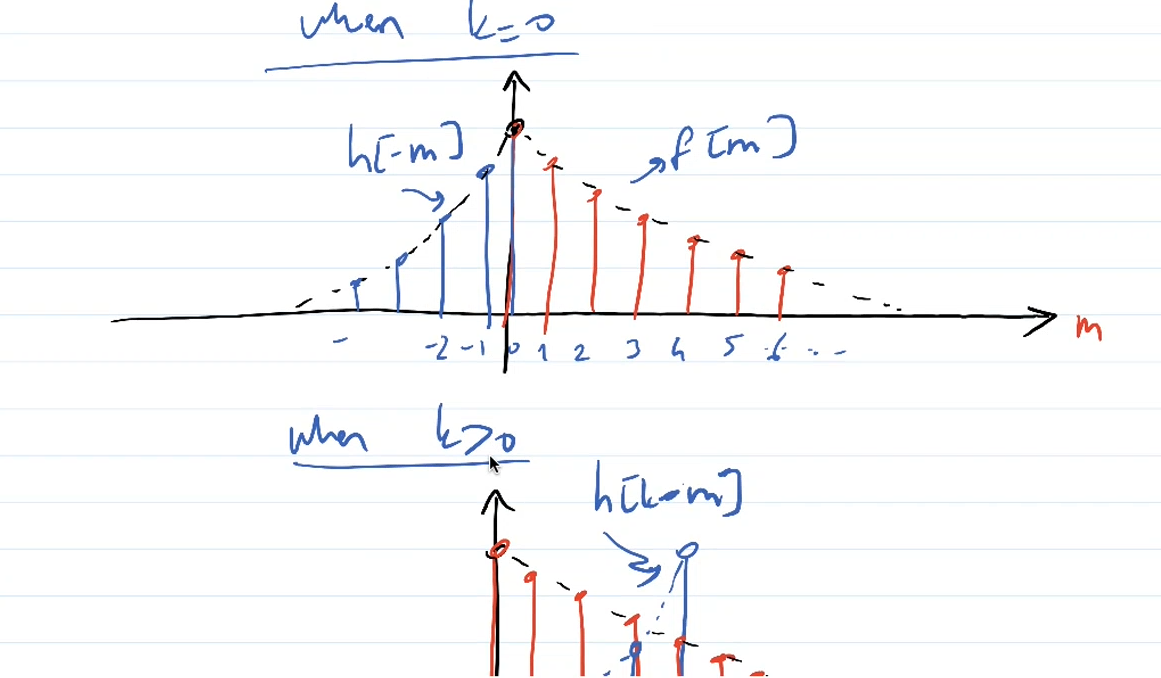 when k=0
h[-m] f[m]
- -2 -1 0 1 2 3 4 5 6 . . -
m
when k>0
h[k-m]